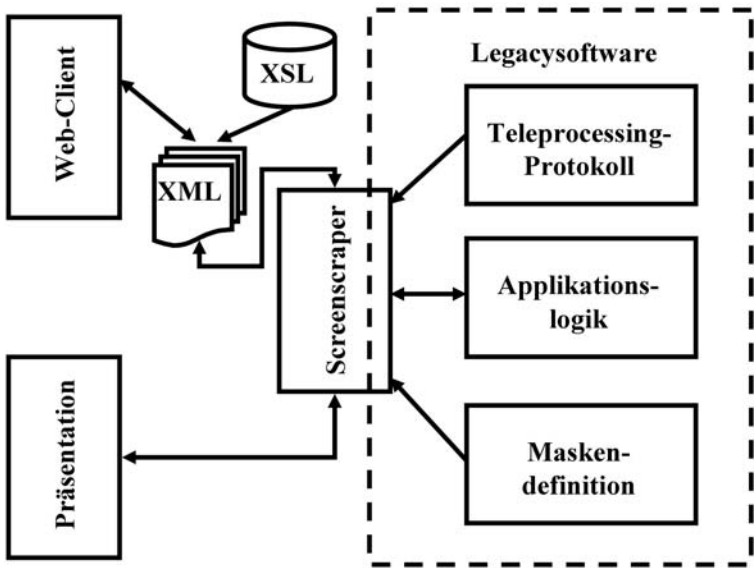 Web-Client
XSL
XML
Screenscraper
Präsentation
Legacysoftware
Teleprocessing-
Protokoll
Applikations-
logik
Masken-
definition